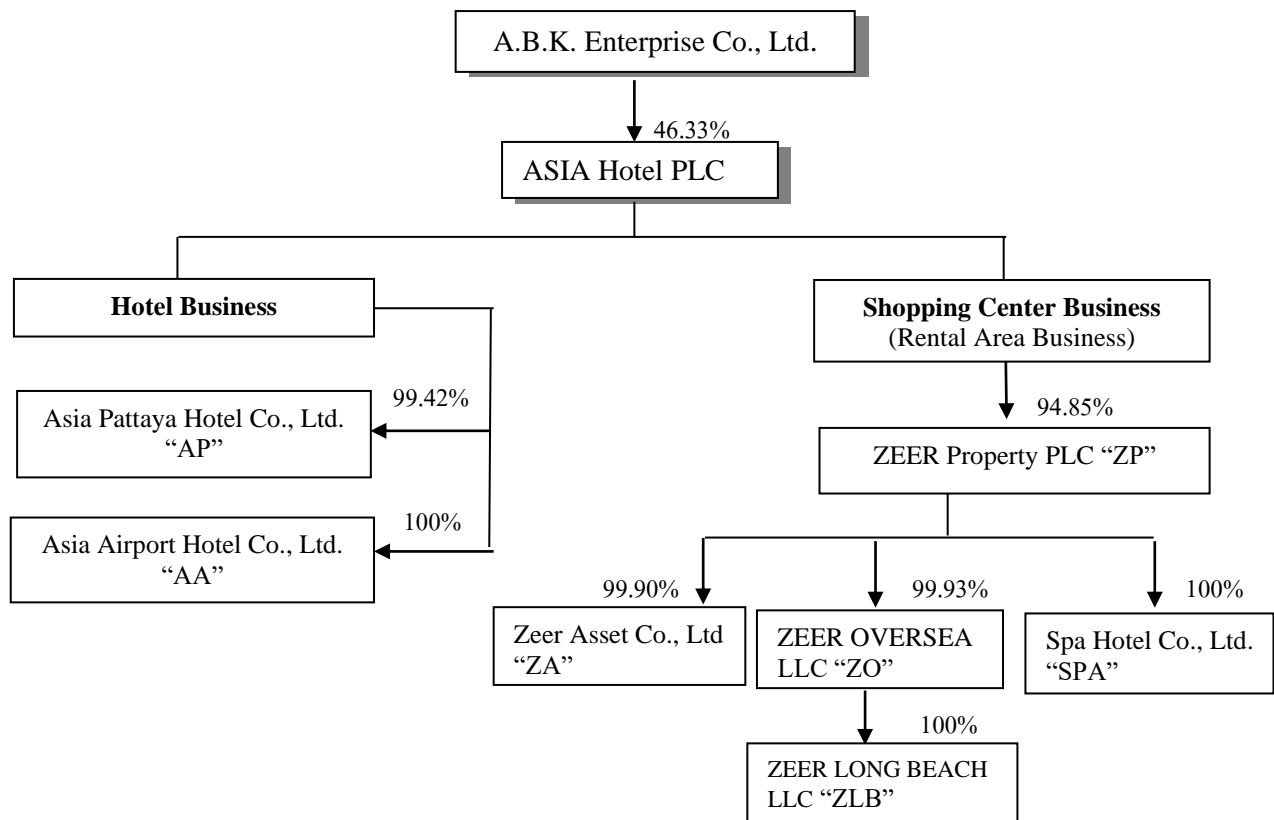 A.B.K. Enterprise Co., Ltd.
46.33%
ASIA Hotel PLC
Hotel Business
Shopping Center Business
(Rental Area Business)
99.42%
Asia Pattaya Hotel Co., Ltd.
“AP”
94.85%
ZEER Property PLC “ZP”
100%
Asia Airport Hotel Co., Ltd.
“AA”
99.90%
99.93%
100%
Zeer Asset Co., Ltd
“ZA”
ZEER OVERSEA
LLC “ZO”
Spa Hotel Co., Ltd.
“SPA”
100%
ZEER LONG BEACH
LLC “ZLB”